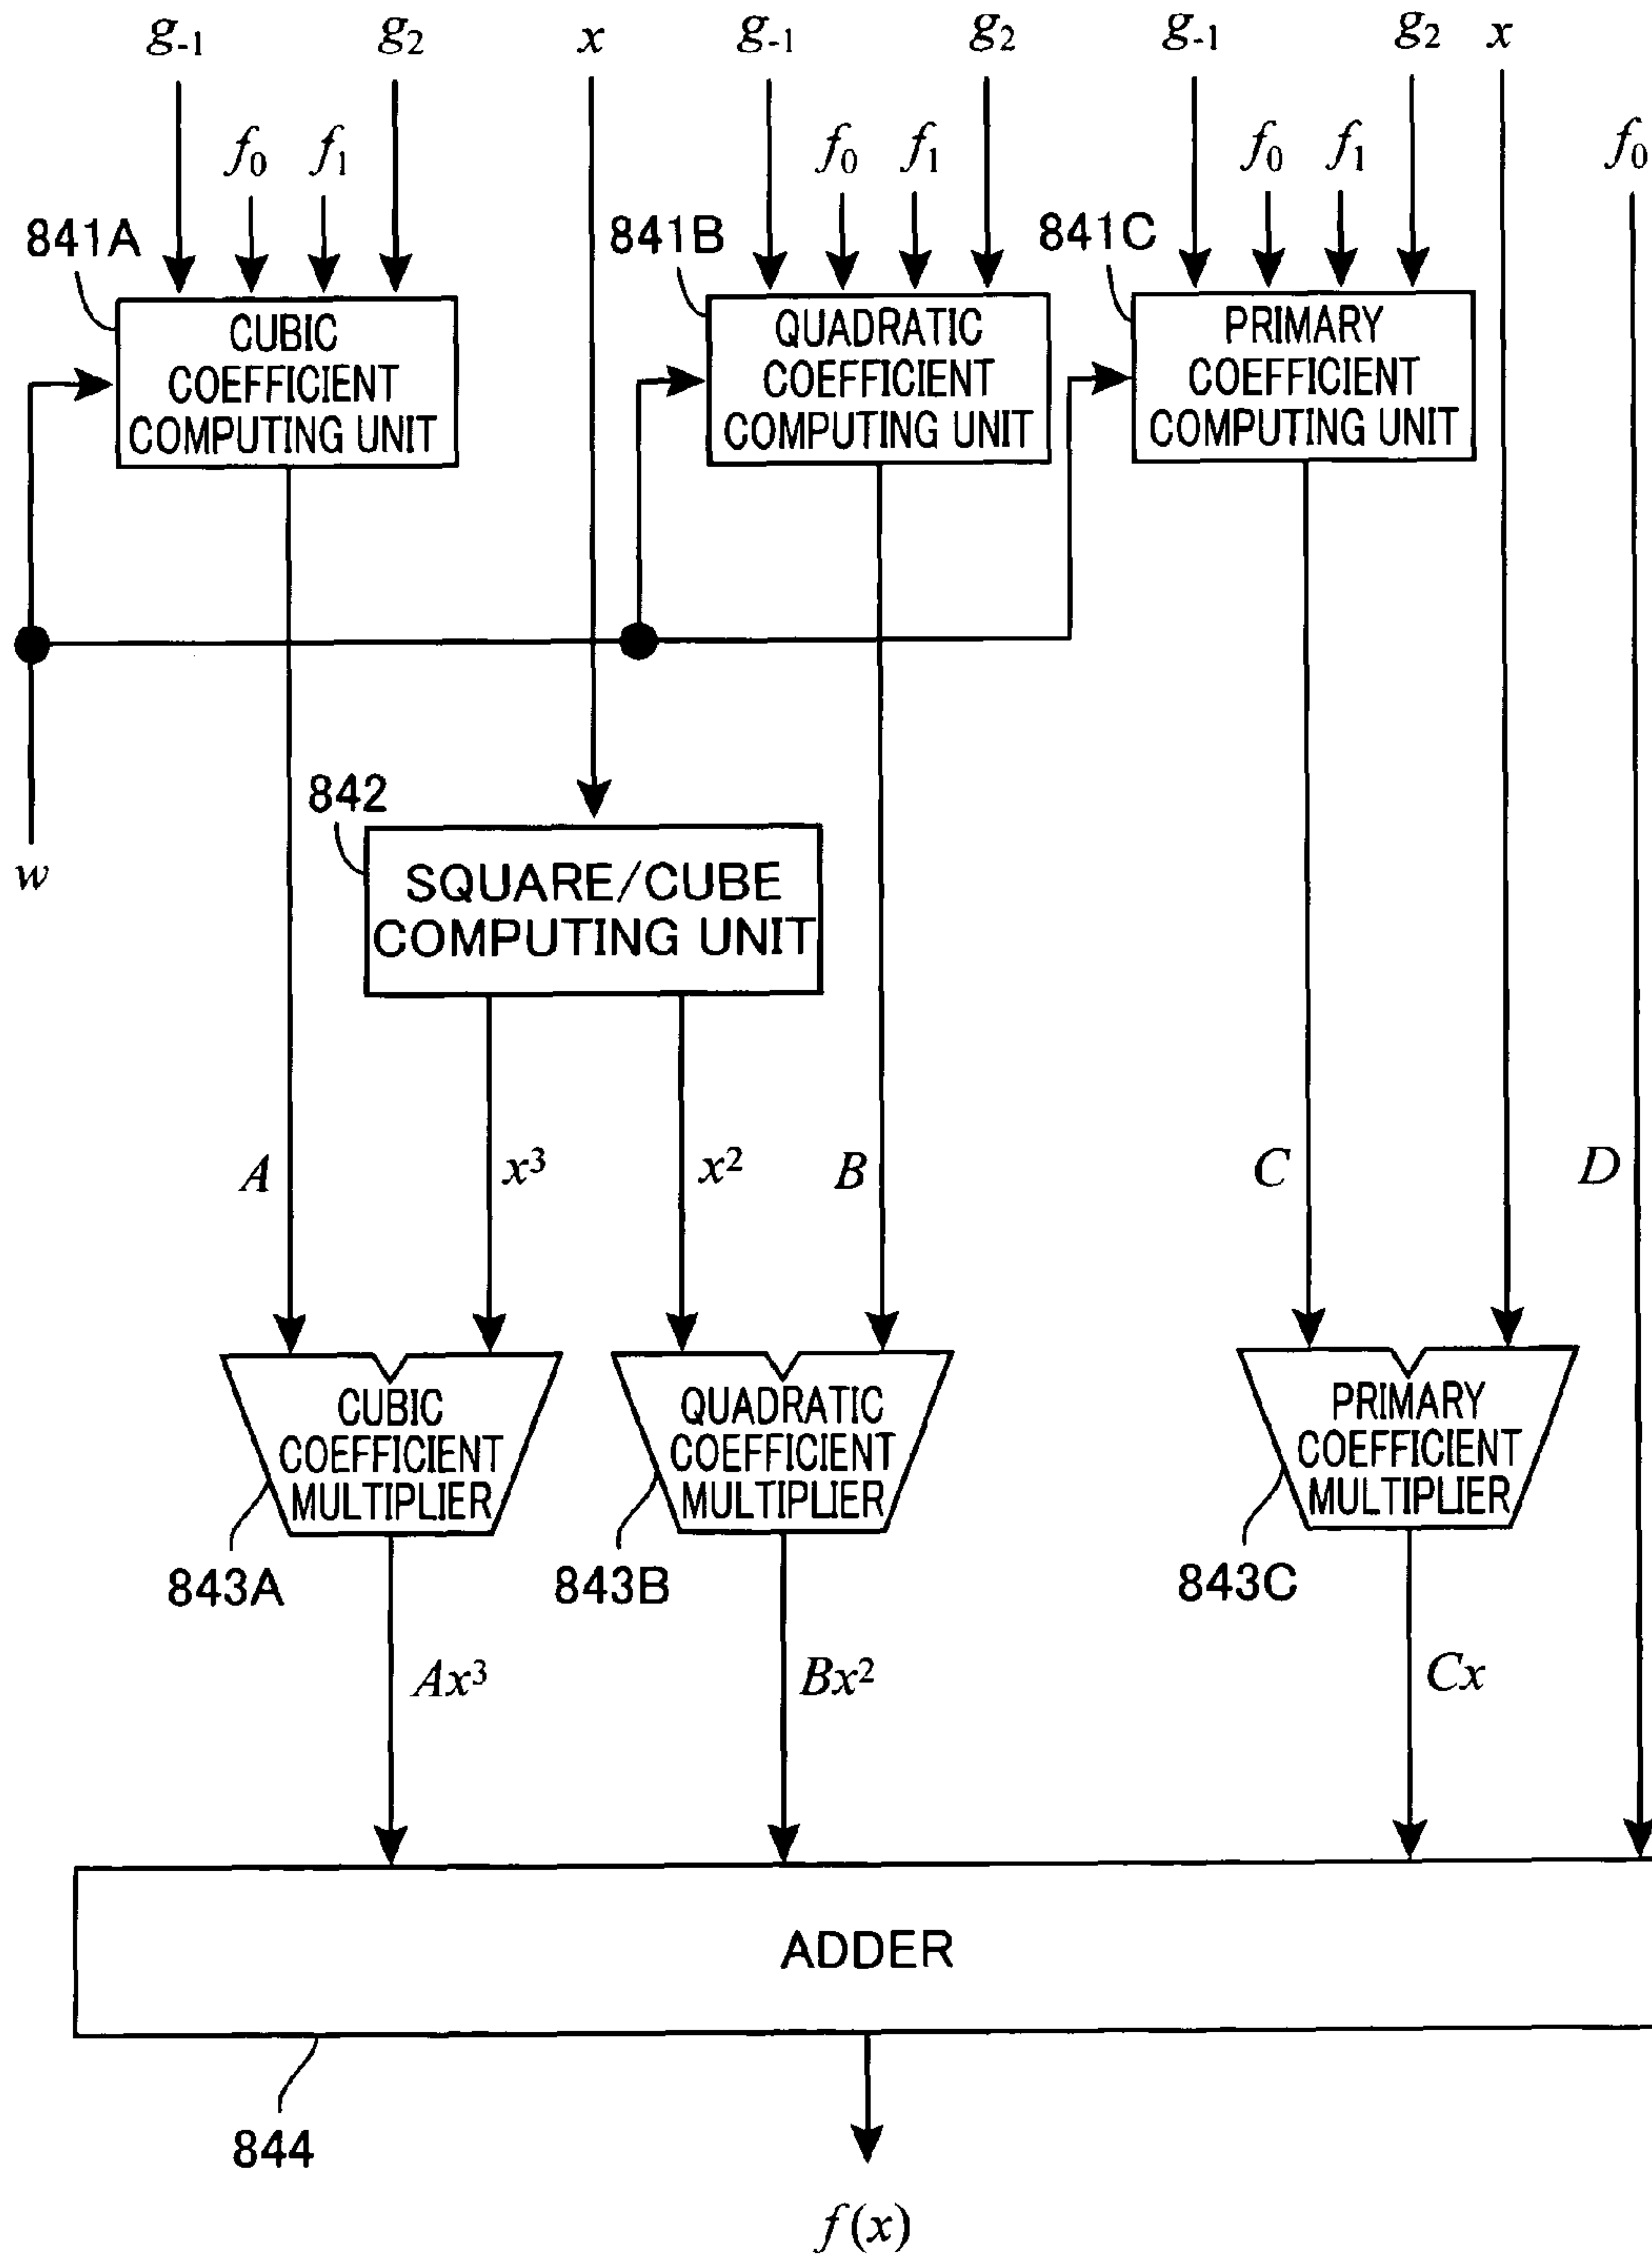 g-1 g2 x g-1 g2 g-1 g2 x
f0 f1 f0 f1 f0 f1 f0
841A 841B 841C
CUBIC
COEFFICIENT
COMPUTING UNIT
QUADRATIC
COEFFICIENT
COMPUTING UNIT
PRIMARY
COEFFICIENT
COMPUTING UNIT
w
842
SQUARE/CUBE
COMPUTING UNIT
A x³ x² B C D
CUBIC
COEFFICIENT
MULTIPLIER
QUADRATIC
COEFFICIENT
MULTIPLIER
PRIMARY
COEFFICIENT
MULTIPLIER
843A 843B 843C
Ax³ Bx² Cx
ADDER
844
f(x)